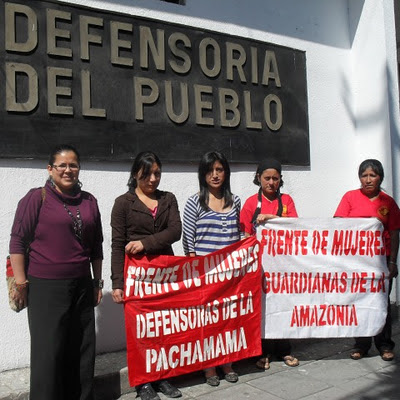 DEFENSORIA
DEL PUEBLO
FRENTE DE MUJERES
DEFENSORAS DE LA
PACHAMAMA
FRENTE DE MUJERES
GUARDIANAS DE LA
AMAZONIA